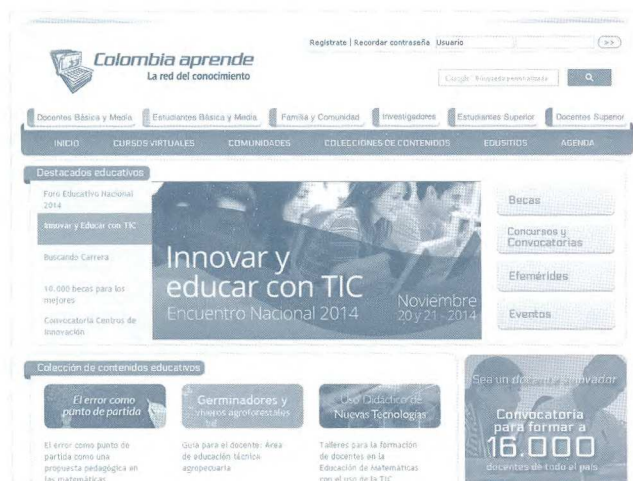 Regístrate | Recordar contraseña Usuario >>
Colombia aprende
La red del conocimiento
Docentes Básica y Media Estudiantes Básica y Media Familia y Comunidad Investigadores Estudiantes Superior Docentes Superior
INICIO CURSOS VIRTUALES COMUNIDADES COLECCIONES DE CONTENIDOS EDUSITIOS AGENDA
Destacados educativos
Foro Educativo Nacional
2014
Innovar y Educar con TIC
Buscando Carrera
10.000 becas para los
mejores
Convocatoria Centros de
Innovación
Innovar y
educar con TIC
Encuentro Nacional 2014
Noviembre
20 y 21 - 2014
Becas
Concursos y
Convocatorias
Efemérides
Eventos
Colección de contenidos educativos
El error como
punto de partida
El error como punto de
partida como una
propuesta pedagógica en
las matemáticas
Germinadores y
viveros agroforestales
Guía para el docente: Área
de educación técnica
agropecuaria
Uso Didáctico de
Nuevas Tecnologías
Talleres para la formación
de docentes en la
Educación de Matemáticas
con el uso de la TIC
Sea un docente innovador
Convocatoria
para formar a
16.000
docentes de todo el país